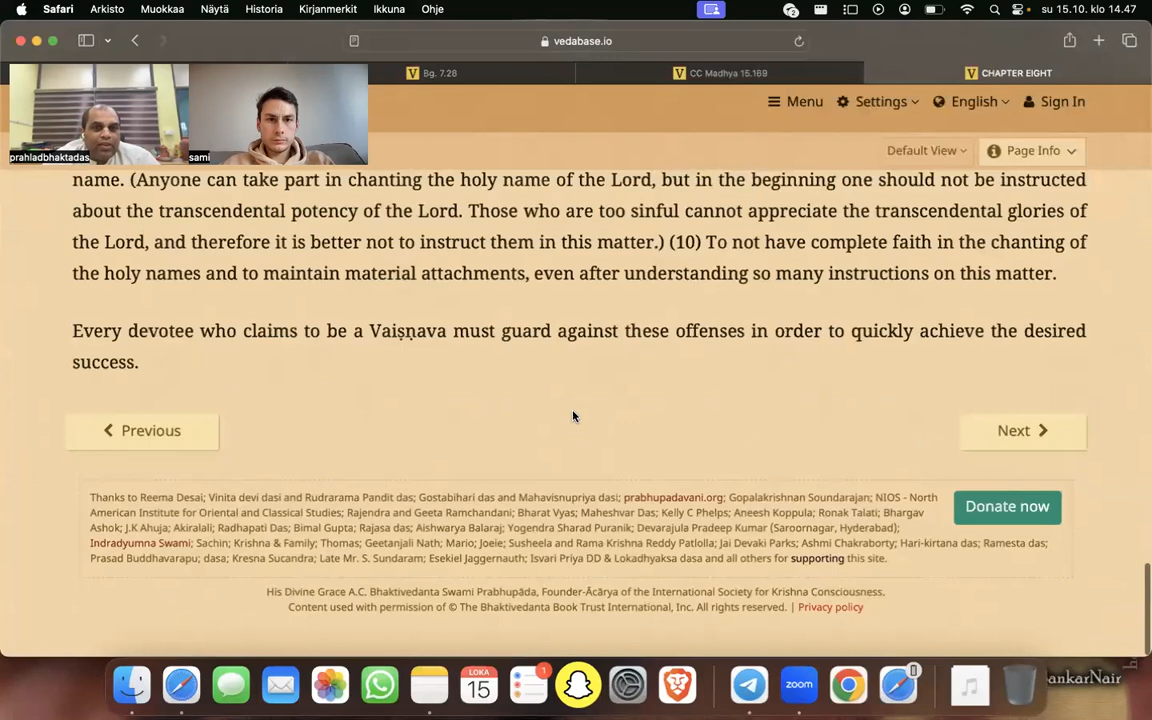 Safari Arkisto Muokkaa Näytä Historia Kirjanmerkit Ikkuna Ohje su 15.10. klo 14.47
vedabase.io
Bg. 7.28 CC Madhya 15.169 CHAPTER EIGHT
Menu Settings English Sign In
prahladbhaktadas sami
Default View Page Info
name. (Anyone can take part in chanting the holy name of the Lord, but in the beginning one should not be instructed
about the transcendental potency of the Lord. Those who are too sinful cannot appreciate the transcendental glories of
the Lord, and therefore it is better not to instruct them in this matter.) (10) To not have complete faith in the chanting of
the holy names and to maintain material attachments, even after understanding so many instructions on this matter.
Every devotee who claims to be a Vaiṣṇava must guard against these offenses in order to quickly achieve the desired
success.
Previous Next
Thanks to Reema Desai; Vinita devi dasi and Rudrarama Pandit das; Gostabihari das and Mahavisnupriya dasi; prabhupadavani.org; Gopalakrishnan Soundarajan; NIOS - North
American Institute for Oriental and Classical Studies; Rajendra and Geeta Ramchandani; Bharat Vyas; Maheshvar Das; Kelly C Phelps; Aneesh Koppula; Ronak Talati; Bhargav
Ashok; J.K Ahuja; Akiralali; Radhapati Das; Bimal Gupta; Rajasa das; Aishwarya Balaraj; Yogendra Sharad Puranik; Devarajula Pradeep Kumar (Saroornagar, Hyderabad);
Indradyumna Swami; Sachin; Krishna & Family; Thomas; Geetanjali Nath; Mario; Joeie; Susheela and Rama Krishna Reddy Patlolla; Jai Devaki Parks; Ashmi Chakraborty; Hari-kirtana das; Ramesta das;
Prasad Buddhavarapu; dasa; Kresna Sucandra; Late Mr. S. Sundaram; Esekiel Jaggernauth; Isvari Priya DD & Lokadhyaksa dasa and all others for supporting this site.
Donate now
His Divine Grace A.C. Bhaktivedanta Swami Prabhupāda, Founder-Ācārya of the International Society for Krishna Consciousness.
Content used with permission of © The Bhaktivedanta Book Trust International, Inc. All rights reserved. | Privacy policy
LOKA
15
1
zoom
ankarNair